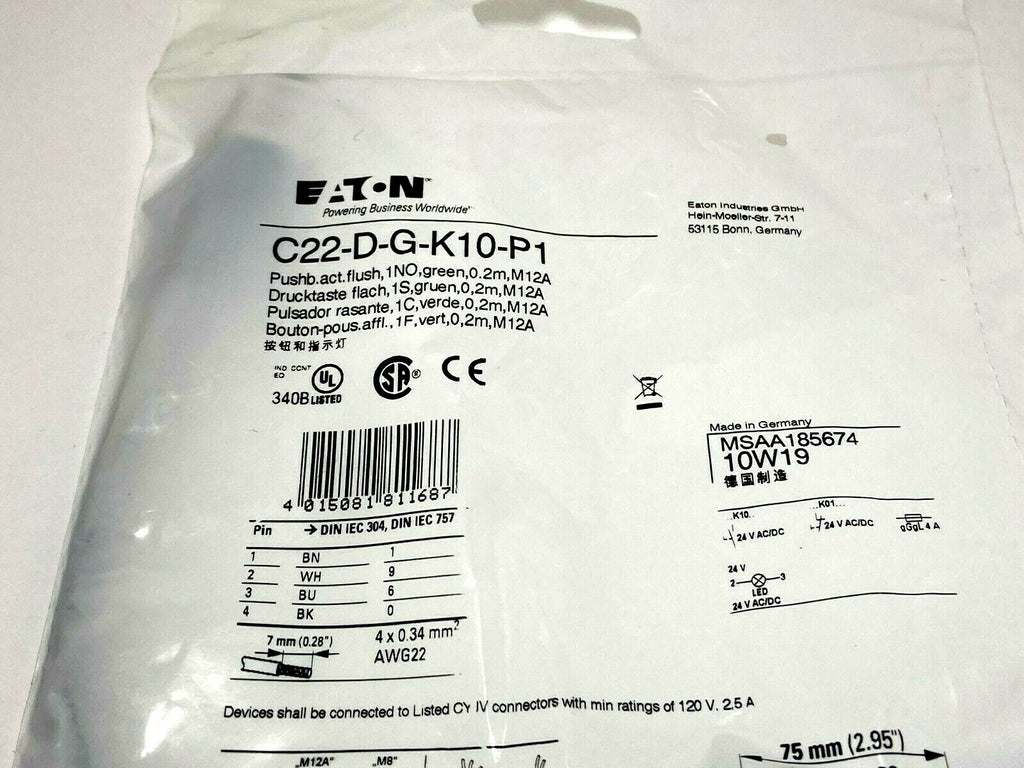 EATON™
Powering Business Worldwide
Eaton Industries GmbH
Hein-Moeller-Str. 7-11
53115 Bonn, Germany
C22-D-G-K10-P1
Pushb.act.flush,1NO,green,0.2m,M12A
Drucktaste flach,1S,gruen,0,2m,M12A
Pulsador rasante,1C,verde,0,2m,M12A
Bouton-pous.affl.,1F,vert,0,2m,M12A
按钮和指示灯
IND CONT
EQ
UL
340B LISTED
SA ®
CE
Made in Germany
MSAA185674
10W19
德国制造
4 015081 811687
Pin → DIN IEC 304, DIN IEC 757
1 BN 1
2 WH 9
3 BU 6
4 BK 0
7 mm (0.28")
4 x 0.34 mm²
AWG22
..K10..
24 V AC/DC
..K01...
24 V AC/DC
gGgL 4 A
24 V
2 3
LED
24 V AC/DC
Devices shall be connected to Listed CYIV connectors with min ratings of 120 V. 2.5 A
„M12A" „M8"
75 mm (2.95")